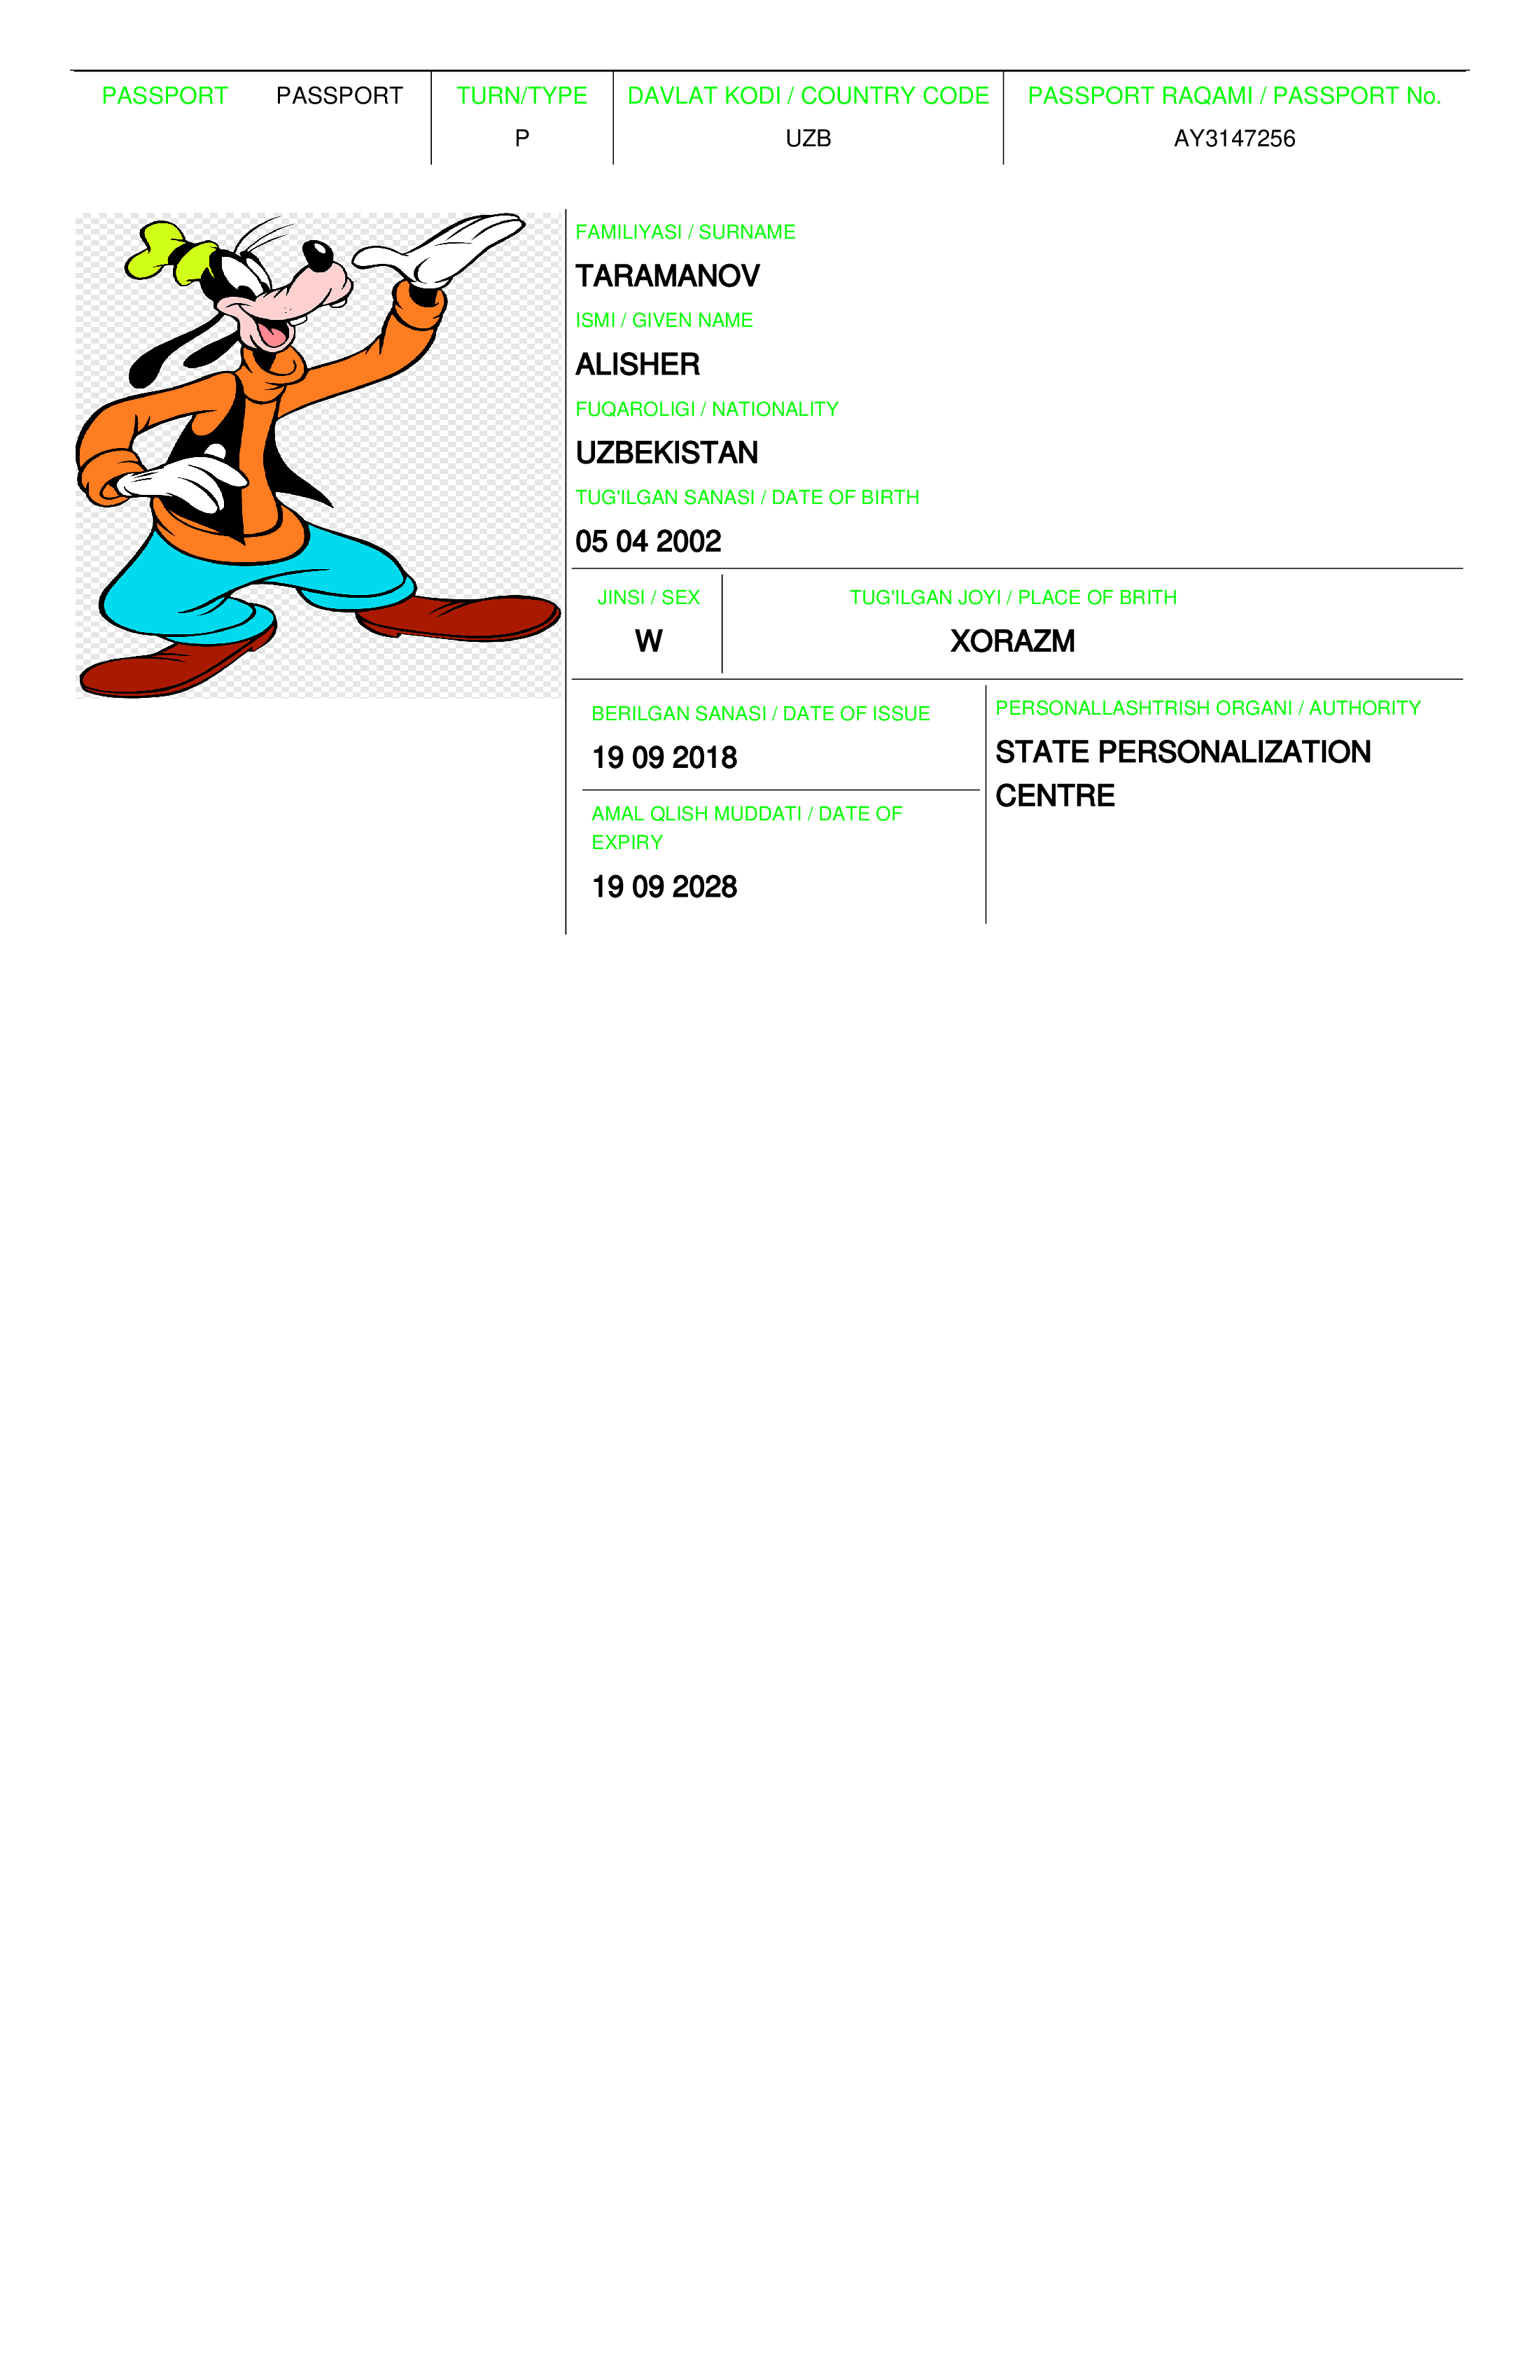 PASSPORT PASSPORT TURN/TYPE DAVLAT KODI / COUNTRY CODE PASSPORT RAQAMI / PASSPORT No.
P UZB AY3147256
FAMILIYASI / SURNAME
TARAMANOV
ISMI / GIVEN NAME
ALISHER
FUQAROLIGI / NATIONALITY
UZBEKISTAN
TUG'ILGAN SANASI / DATE OF BIRTH
05 04 2002
JINSI / SEX TUG'ILGAN JOYI / PLACE OF BRITH
W XORAZM
BERILGAN SANASI / DATE OF ISSUE
19 09 2018
AMAL QLISH MUDDATI / DATE OF
EXPIRY
19 09 2028
PERSONALLASHTRISH ORGANI / AUTHORITY
STATE PERSONALIZATION
CENTRE